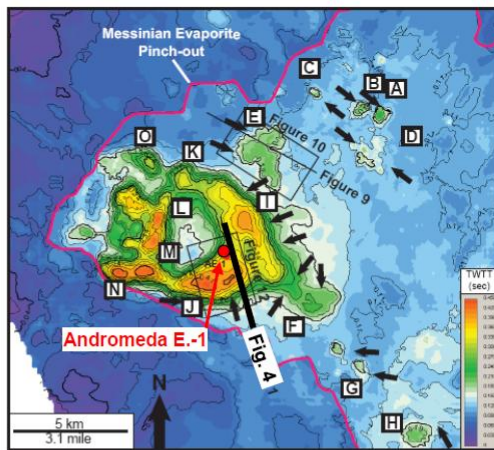 Messinian Evaporite
Pinch-out
C
B
A
E
D
Figure 10
O
K
Figure 9
L
I
M
N
J
F
Andromeda E.-1
Fig. 4
G
H
N
5 km
3.1 mile
TWTT
(sec)
0